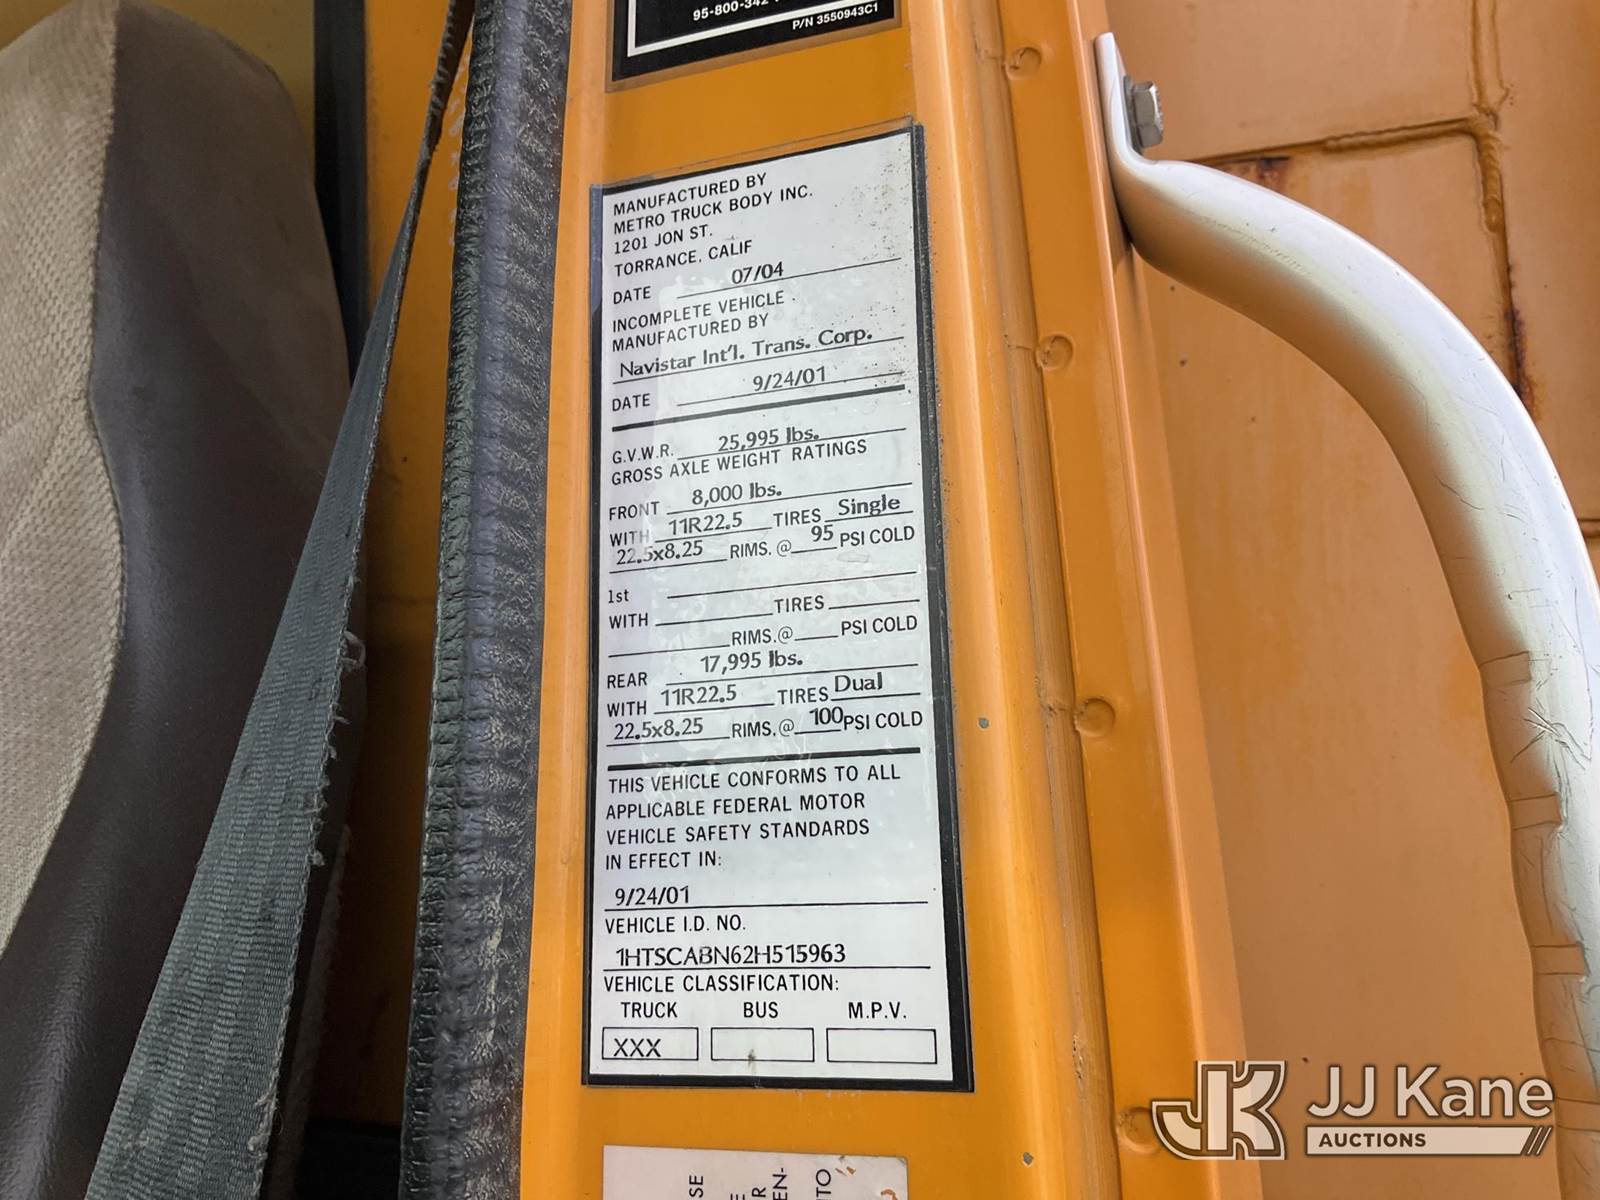 95-800-342
P/N 3550943C1
MANUFACTURED BY
METRO TRUCK BODY INC.
1201 JON ST.
TORRANCE, CALIF
DATE 07/04
INCOMPLETE VEHICLE
MANUFACTURED BY
Navistar Int'l. Trans. Corp.
DATE 9/24/01
G.V.W.R. 25,995 lbs.
GROSS AXLE WEIGHT RATINGS
FRONT 8,000 lbs.
WITH 11R22.5 TIRES Single
22.5x8.25 RIMS. @ 95 PSI COLD
1st
WITH TIRES
RIMS.@ PSI COLD
REAR 17,995 lbs.
WITH 11R22.5 TIRES Dual
22.5x8.25 RIMS. @ 100 PSI COLD
THIS VEHICLE CONFORMS TO ALL
APPLICABLE FEDERAL MOTOR
VEHICLE SAFETY STANDARDS
IN EFFECT IN:
9/24/01
VEHICLE I.D. NO.
1HTSCABN62H515963
VEHICLE CLASSIFICATION:
TRUCK BUS M.P.V.
XXX
JK JJ Kane
AUCTIONS